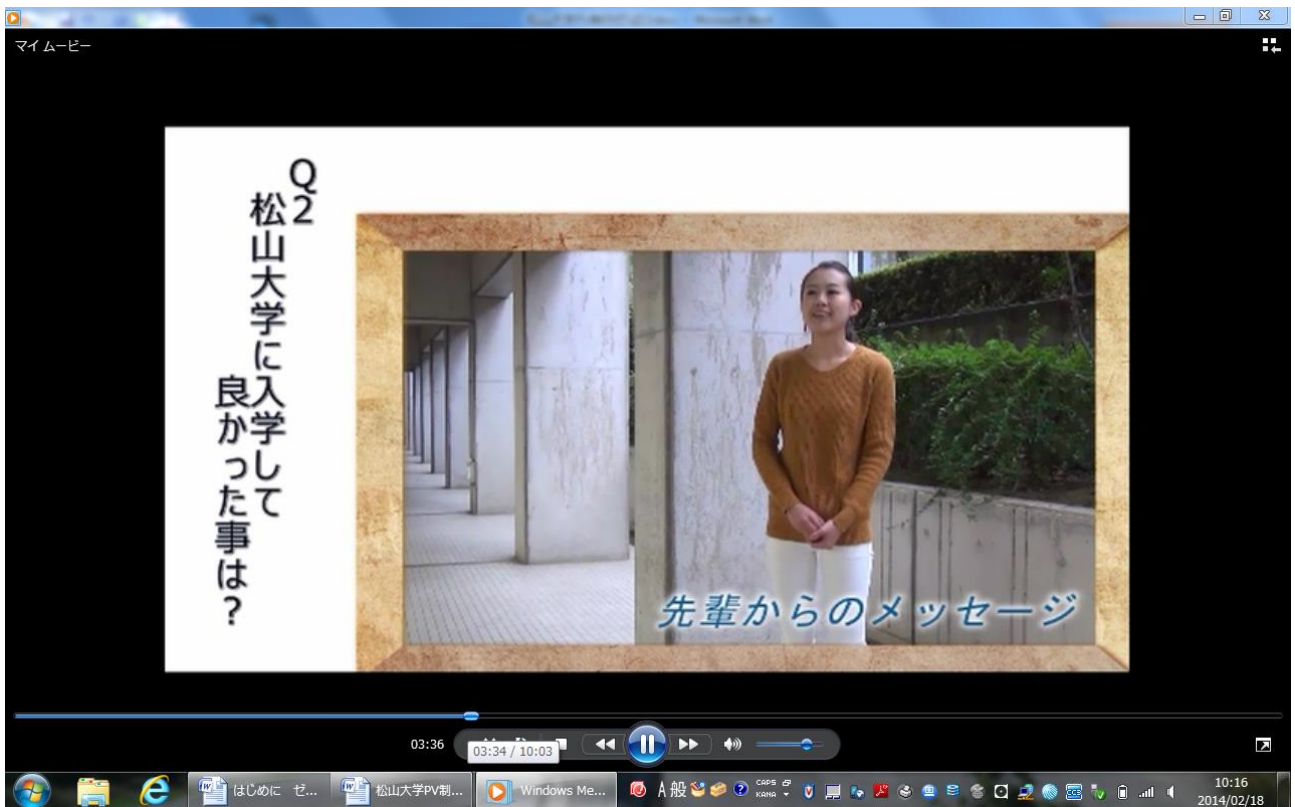 マイ ムービー
Q2
松山大学に入学して
良かった事は？
先輩からのメッセージ
03:36
03:34 / 10:03
はじめに ゼ...
松山大学PV制...
Windows Me...
A 般
CAPS
KANA
10:16
2014/02/18